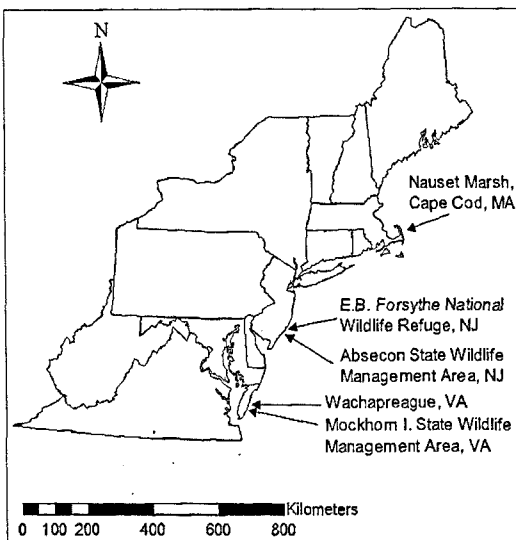 N
Nauset Marsh,
Cape Cod, MA
E.B. Forsythe National
Wildlife Refuge, NJ
Absecon State Wildlife
Management Area, NJ
Wachapreague, VA
Mockhorn I. State Wildlife
Management Area, VA
Kilometers
0 100 200 400 600 800